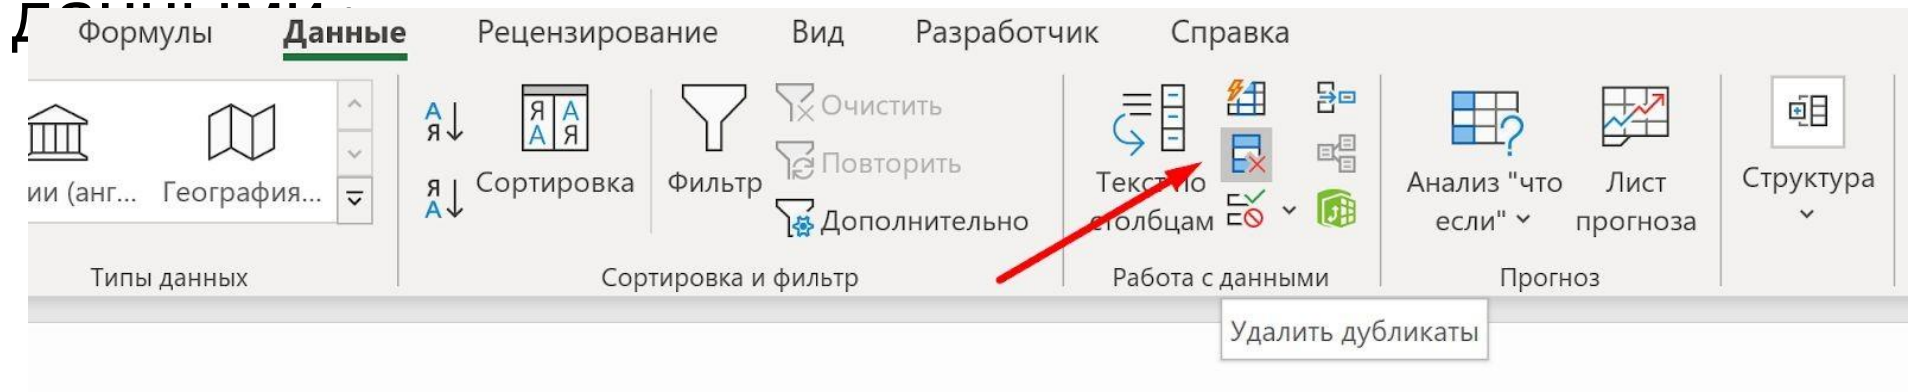 данными:
Формулы Данные Рецензирование Вид Разработчик Справка
Очистить
Повторить
Дополнительно
ии (анг... География...
Сортировка Фильтр
Текст по столбцам
Анализ "что если"
Лист прогноза
Структура
Типы данных Сортировка и фильтр Работа с данными Прогноз
Удалить дубликаты